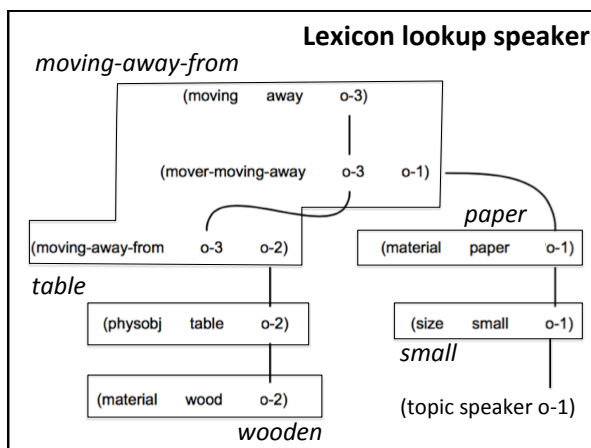 Lexicon lookup speaker
moving-away-from
(moving away o-3)
(mover-moving-away o-3 o-1)
paper
(moving-away-from o-3 o-2)
(material paper o-1)
table
(physobj table o-2)
(size small o-1)
small
(material wood o-2)
(topic speaker o-1)
wooden